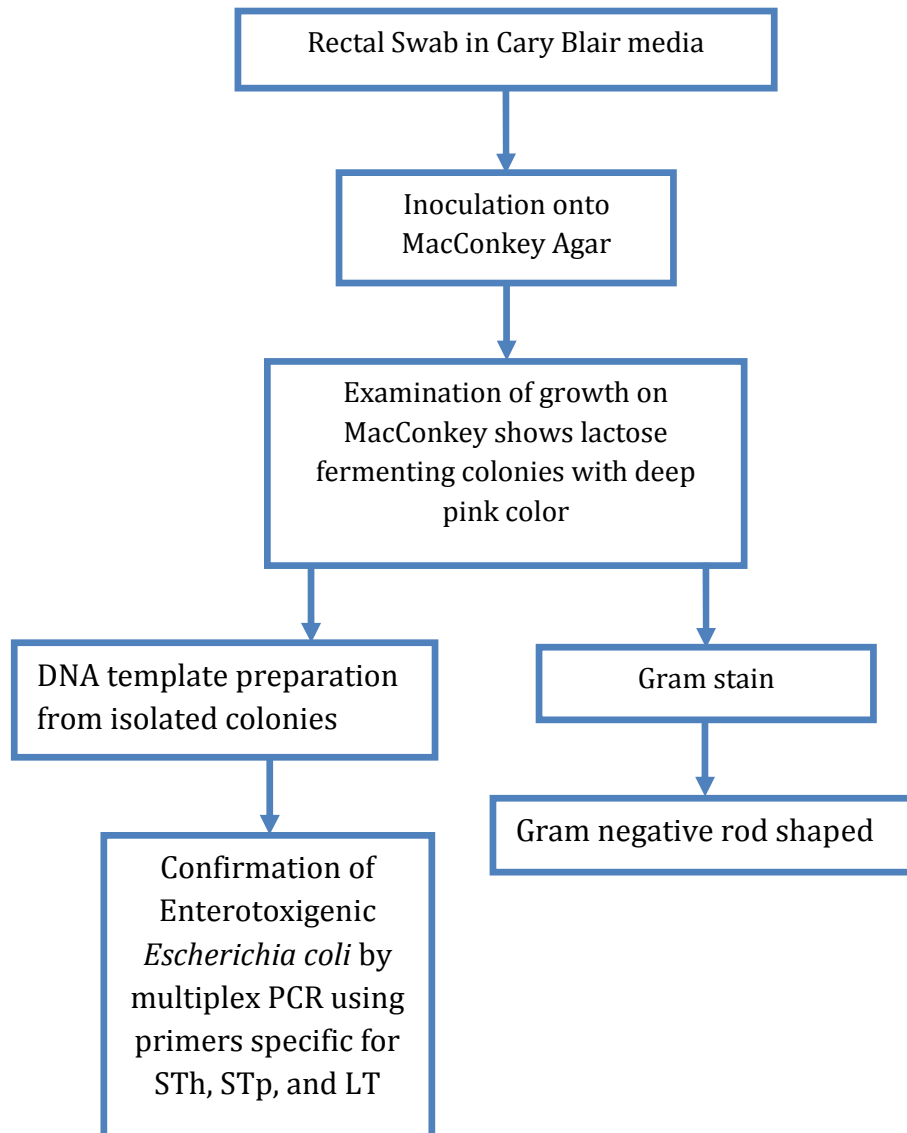 Rectal Swab in Cary Blair media
Inoculation onto
MacConkey Agar
Examination of growth on
MacConkey shows lactose
fermenting colonies with deep
pink color
DNA template preparation
from isolated colonies
Gram stain
Gram negative rod shaped
Confirmation of
Enterotoxigenic
Escherichia coli by
multiplex PCR using
primers specific for
STh, STp, and LT